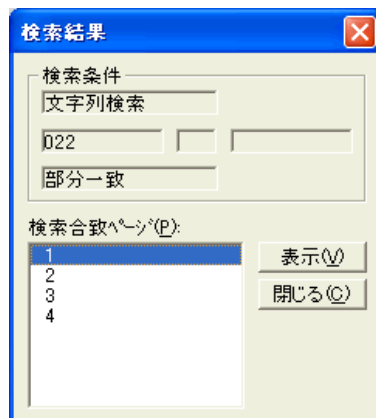 検索結果
検索条件
文字列検索
022
部分一致
検索合致ﾍﾟｰｼﾞ(P):
1
2
3
4
表示(V)
閉じる(C)